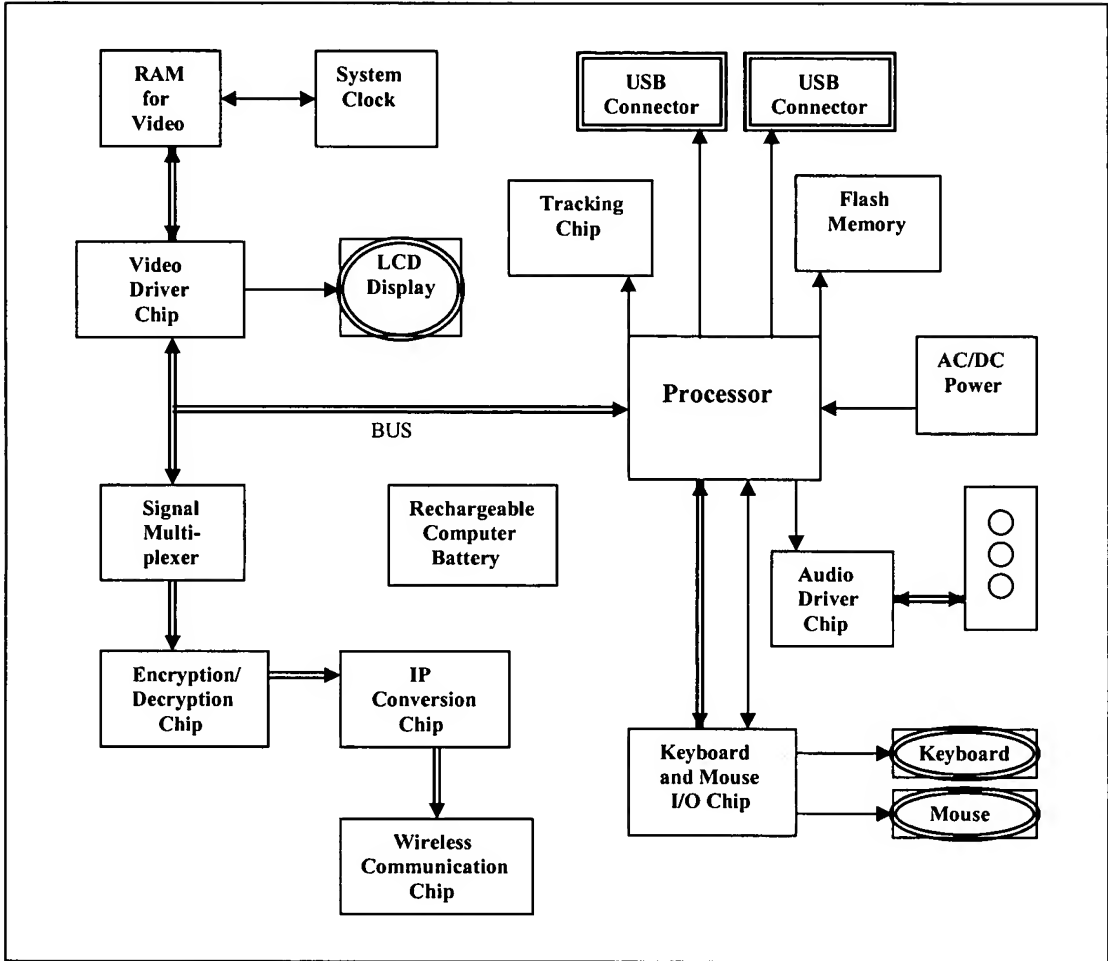 RAM
for
Video
System
Clock
USB
Connector
USB
Connector
Tracking
Chip
Flash
Memory
Video
Driver
Chip
LCD
Display
Processor
AC/DC
Power
BUS
Signal
Multi-
plexer
Rechargeable
Computer
Battery
Audio
Driver
Chip
Encryption/
Decryption
Chip
IP
Conversion
Chip
Keyboard
and Mouse
I/O Chip
Keyboard
Mouse
Wireless
Communication
Chip